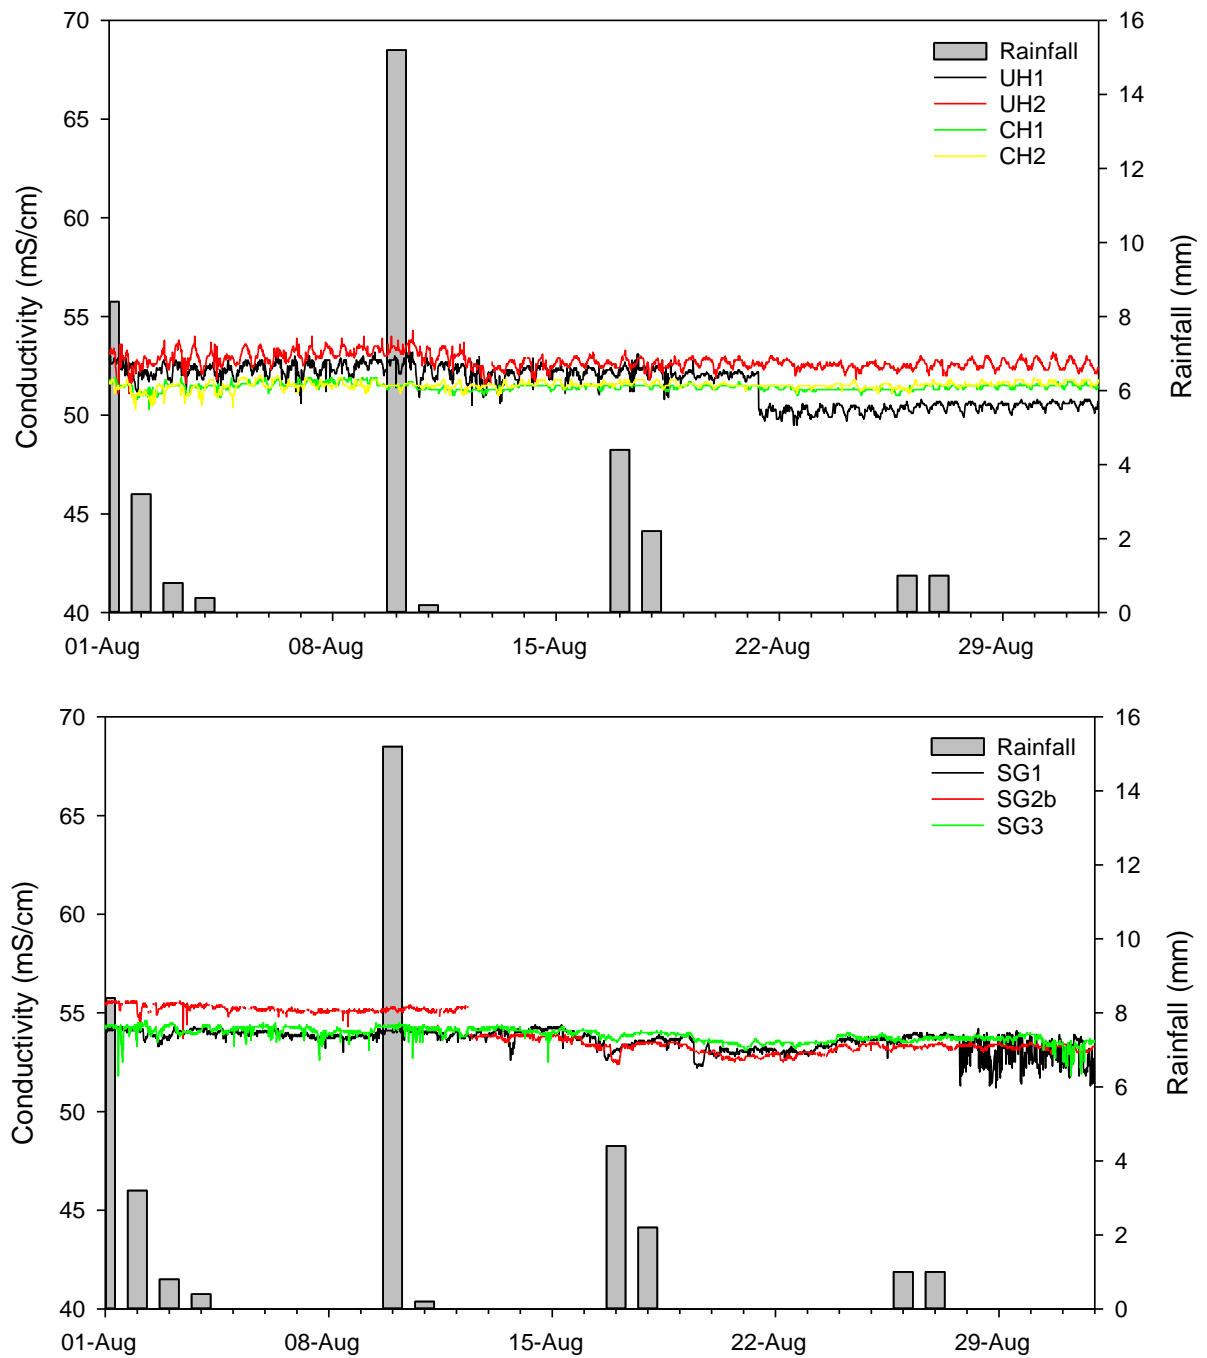 70
65
60
55
50
45
40
Conductivity (mS/cm)
16
14
12
10
8
6
4
2
0
Rainfall (mm)
Rainfall
UH1
UH2
CH1
CH2
01-Aug
08-Aug
15-Aug
22-Aug
29-Aug
70
65
60
55
50
45
40
Conductivity (mS/cm)
16
14
12
10
8
6
4
2
0
Rainfall (mm)
Rainfall
SG1
SG2b
SG3
01-Aug
08-Aug
15-Aug
22-Aug
29-Aug